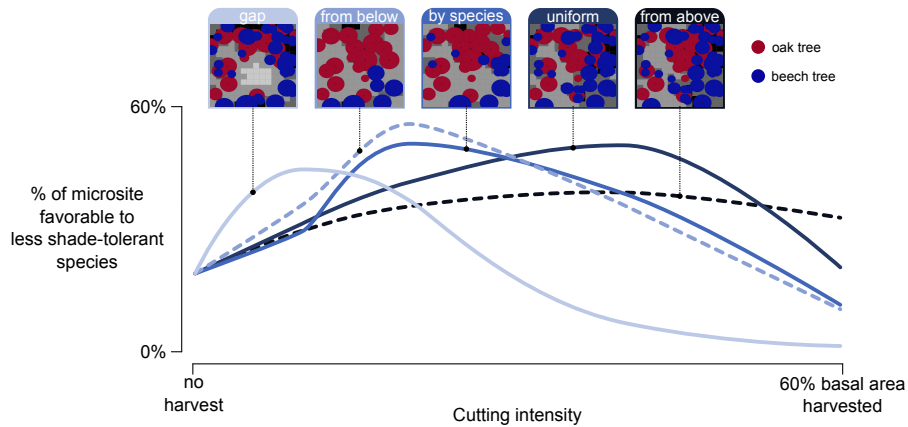 gap
from below
by species
uniform
from above
oak tree
beech tree
60%
% of microsite
favorable to
less shade-tolerant
species
0%
no
harvest
Cutting intensity
60% basal area
harvested